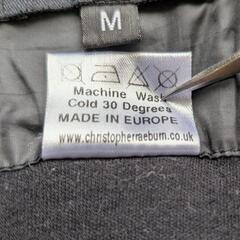 M
Machine Wash
Cold 30 Degrees
MADE IN EUROPE
www.christopherraeburn.co.uk